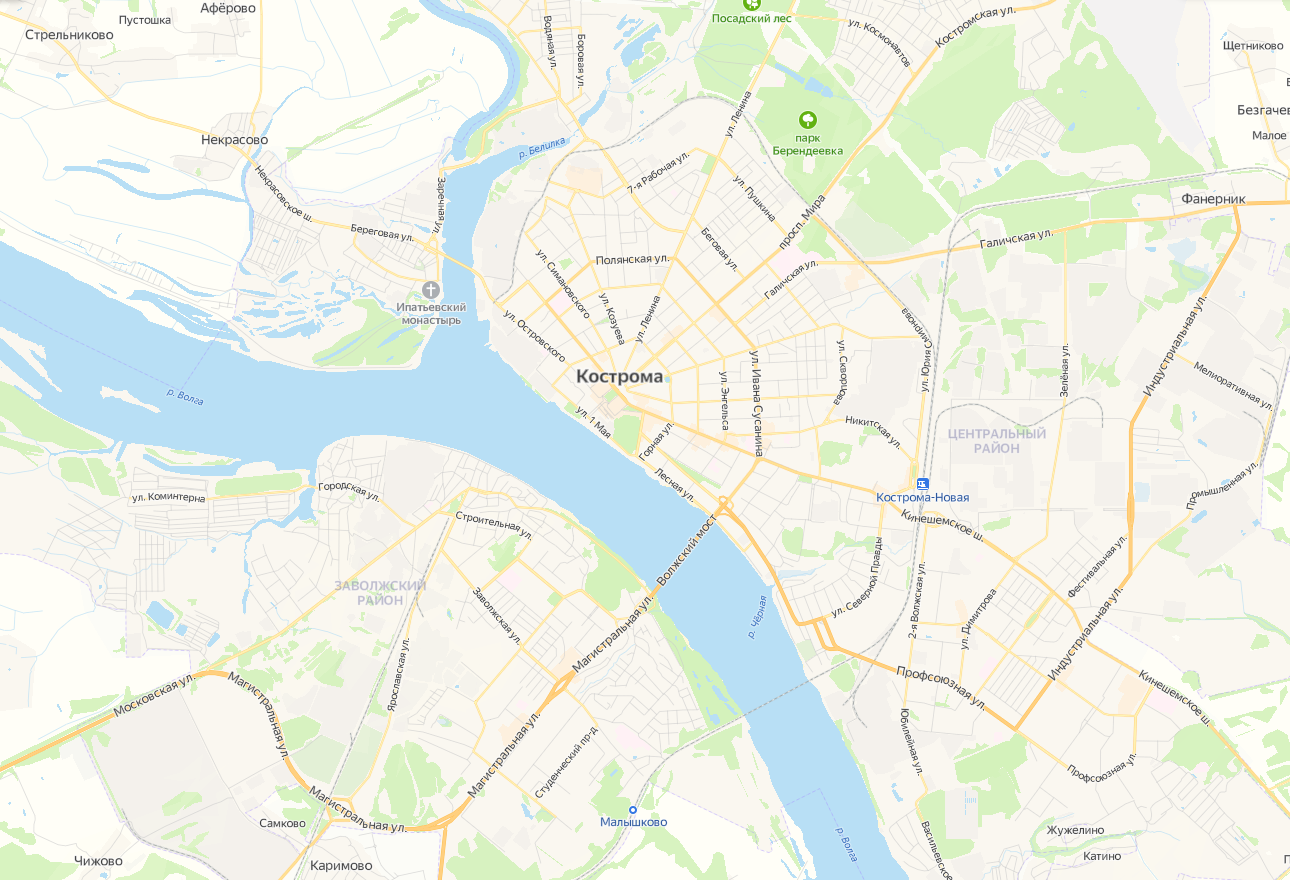 Афёрово
Пустошка
Стрельниково
Посадский лес
Костромская ул.
ул. Космонавтов
Щетниково
Водяная ул.
Боровая ул.
Безгачев
Малое
ул. Ленина
парк
Берендеевка
Некрасово
р. Белилка
7-я Рабочая ул.
ул. Пушкина
Некрасовское ш.
Заречная ул.
Береговая ул.
просп. Мира
Фанерник
Галичская ул.
Беговая ул.
Полянская ул.
ул. Симановского
Галичская ул.
Ипатьевский
монастырь
ул. Козуева
ул. Ленина
ул. Островского
ул. Юрия Смирнова
Индустриальная ул.
Зелёная ул.
ул. Скворцова
ул. Ивана Сусанина
ул. Энгельса
Мелиоративная ул.
Кострома
р. Волга
ул. 1 Мая
Горная ул.
Никитская ул.
ЦЕНТРАЛЬНЫЙ
РАЙОН
Лесная ул.
Промышленная ул.
Городская ул.
ул. Коминтерна
Кострома-Новая
Строительная ул.
Кинешемское ш.
Волжский мост
ЗАВОЛЖСКИЙ
РАЙОН
Заволжская ул.
Фестивальная ул.
ул. Северной Правды
2-я Волжская ул.
ул. Димитрова
р. Чёрная
Магистральная ул.
Индустриальная ул.
Ярославская ул.
Московская ул.
Магистральная ул.
Профсоюзная ул.
Кинешемское ш.
Юбилейная ул.
Магистральная ул.
Студенческий пр-д
Профсоюзная ул.
Магистральная ул.
Самково
Малышково
р. Волга
Васильевское
Жужелино
Катино
Чижово
Каримово